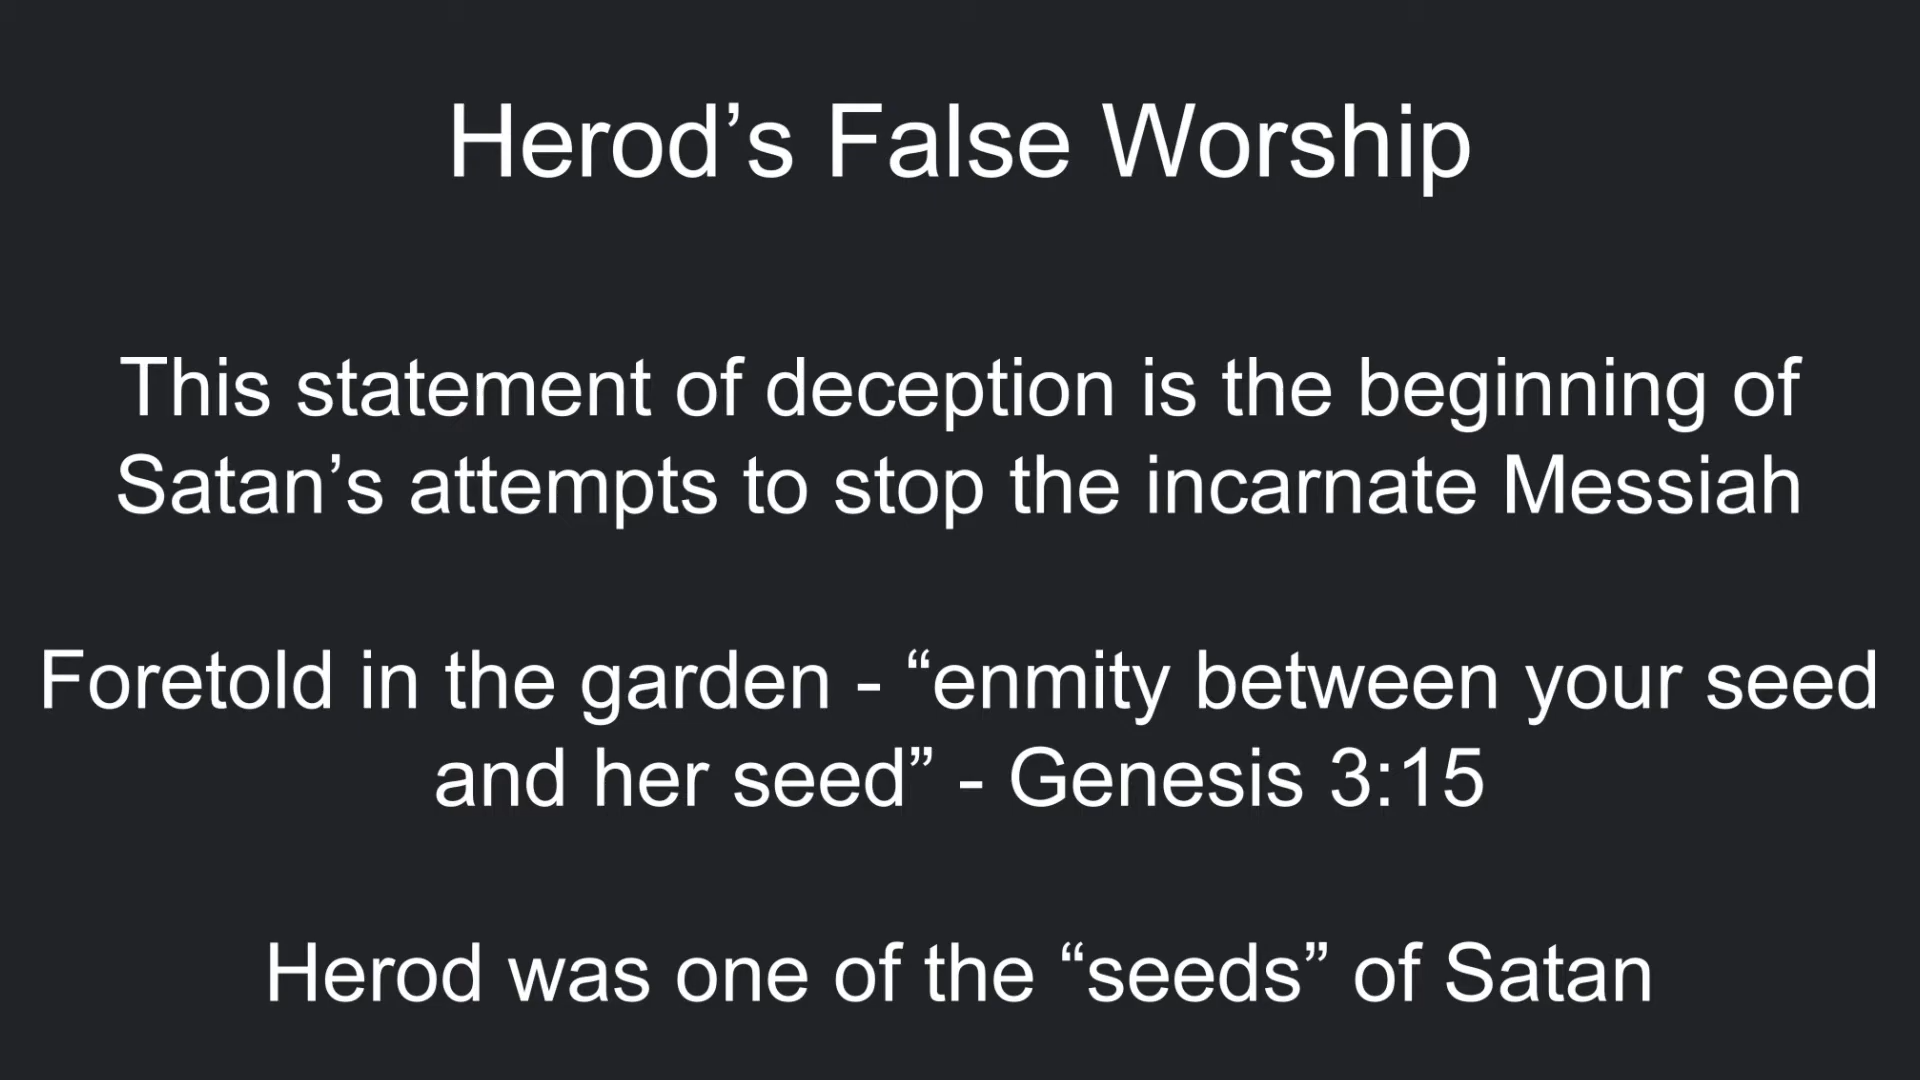 Herod’s False Worship
This statement of deception is the beginning of
Satan’s attempts to stop the incarnate Messiah
Foretold in the garden - “enmity between your seed
and her seed” - Genesis 3:15
Herod was one of the “seeds” of Satan